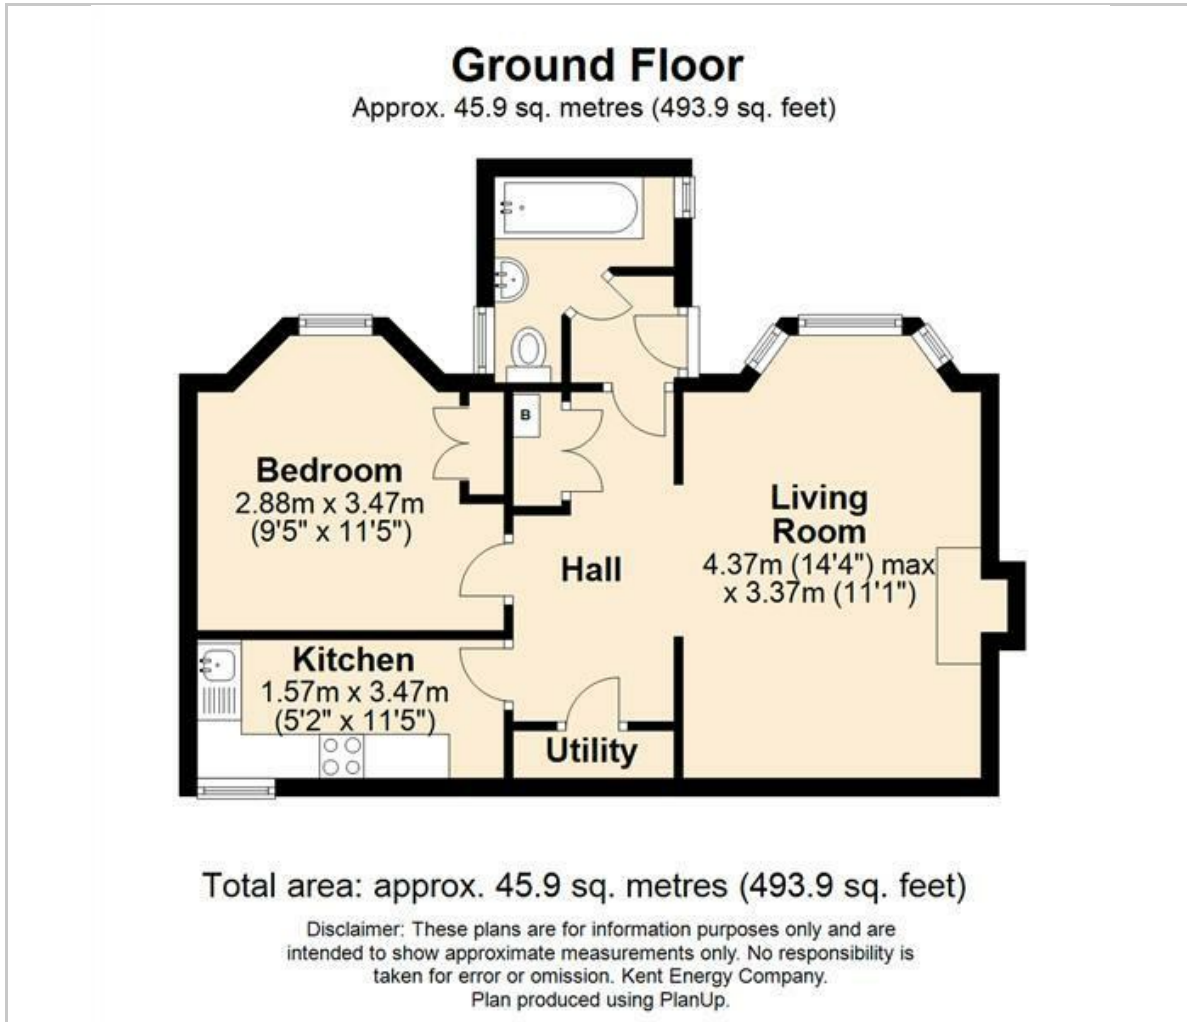 Ground Floor
Approx. 45.9 sq. metres (493.9 sq. feet)
B
Bedroom
2.88m x 3.47m
(9'5" x 11'5")
Living
Room
4.37m (14'4") max
x 3.37m (11'1")
Hall
Kitchen
1.57m x 3.47m
(5'2" x 11'5")
Utility
Total area: approx. 45.9 sq. metres (493.9 sq. feet)
Disclaimer: These plans are for information purposes only and are
intended to show approximate measurements only. No responsibility is
taken for error or omission. Kent Energy Company.
Plan produced using PlanUp.